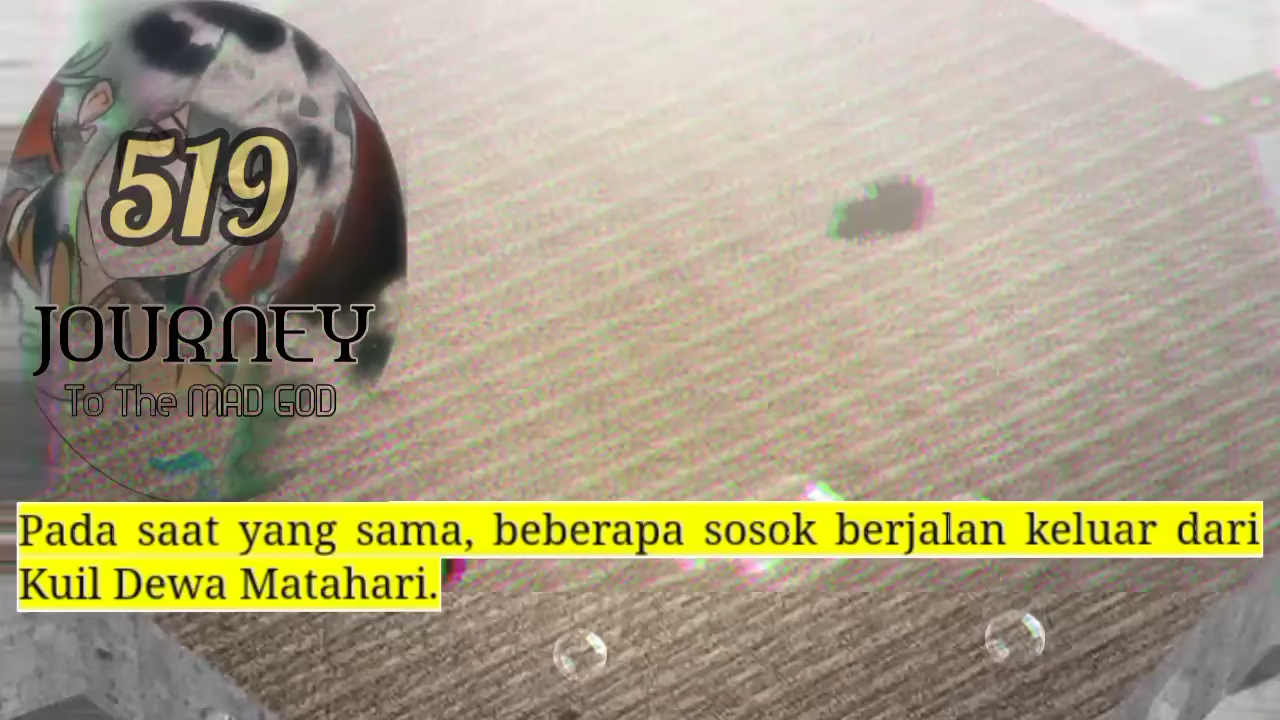 519
JOURNEY
To The MAD GOD
Pada saat yang sama, beberapa sosok berjalan keluar dari
Kuil Dewa Matahari.